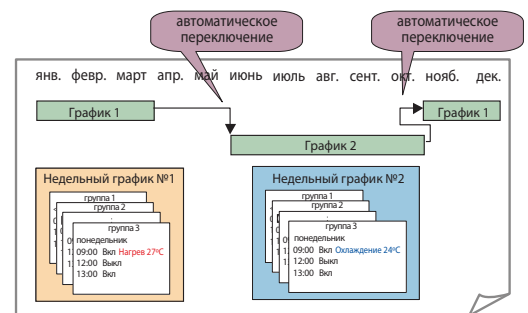 автоматическое
переключение
автоматическое
переключение
янв. февр. март апр. май июнь июль авг. сент. окт. нояб. дек.
График 1
График 1
График 2
Недельный график №1
группа 1
группа 2
группа 3
понедельник
09:00 Вкл Нагрев 27ºC
12:00 Выкл
13:00 Вкл
Недельный график №2
группа 1
группа 2
группа 3
понедельник
09:00 Вкл Охлаждение 24ºC
12:00 Выкл
13:00 Вкл